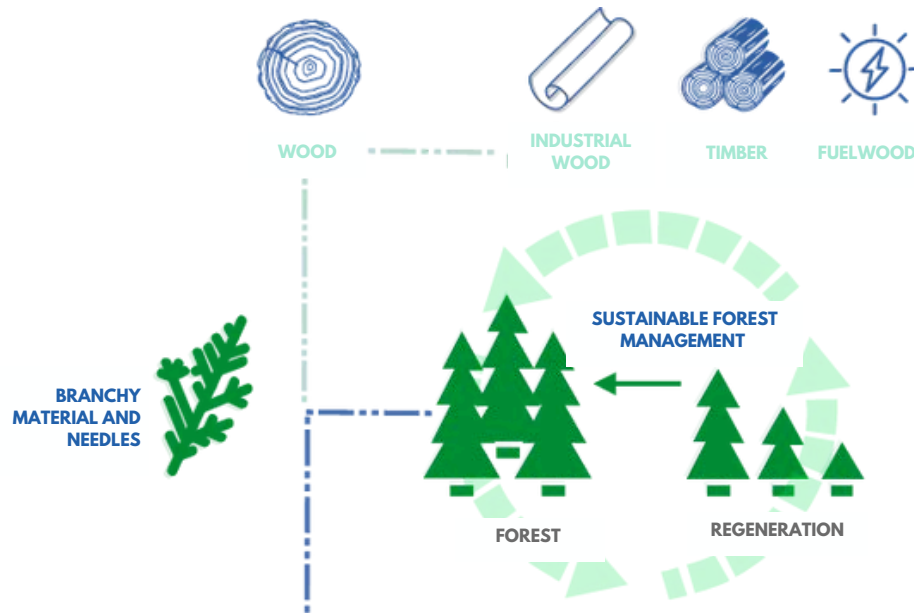 WOOD
INDUSTRIAL
WOOD
TIMBER
FUELWOOD
SUSTAINABLE FOREST
MANAGEMENT
BRANCHY
MATERIAL AND
NEEDLES
FOREST
REGENERATION